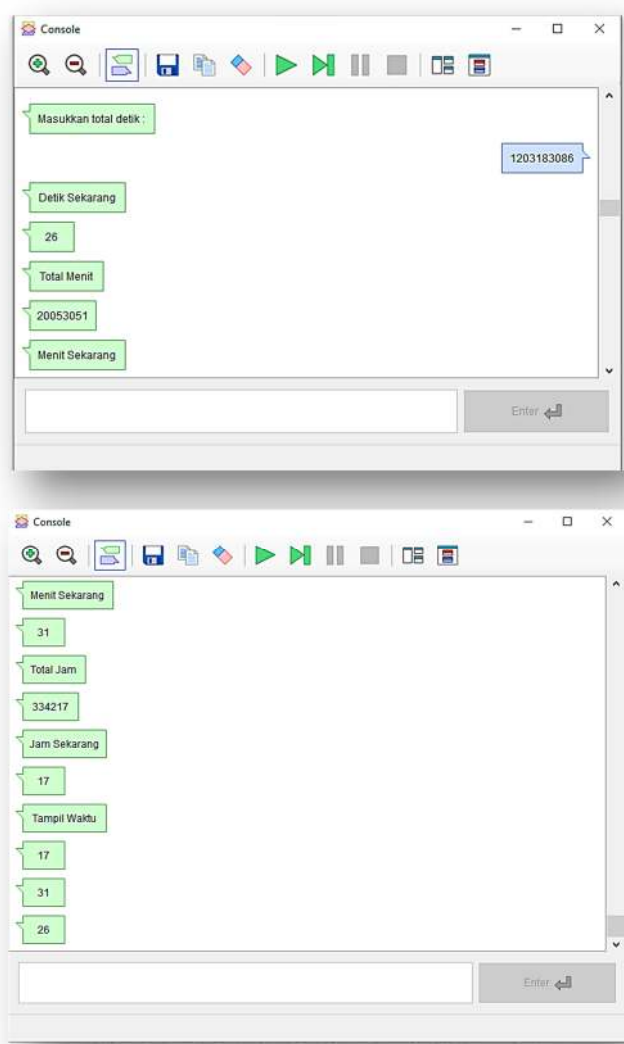 Console
Masukkan total detik :
1203183086
Detik Sekarang
26
Total Menit
20053051
Menit Sekarang
Enter
Console
Menit Sekarang
31
Total Jam
334217
Jam Sekarang
17
Tampil Waktu
17
31
26
Enter